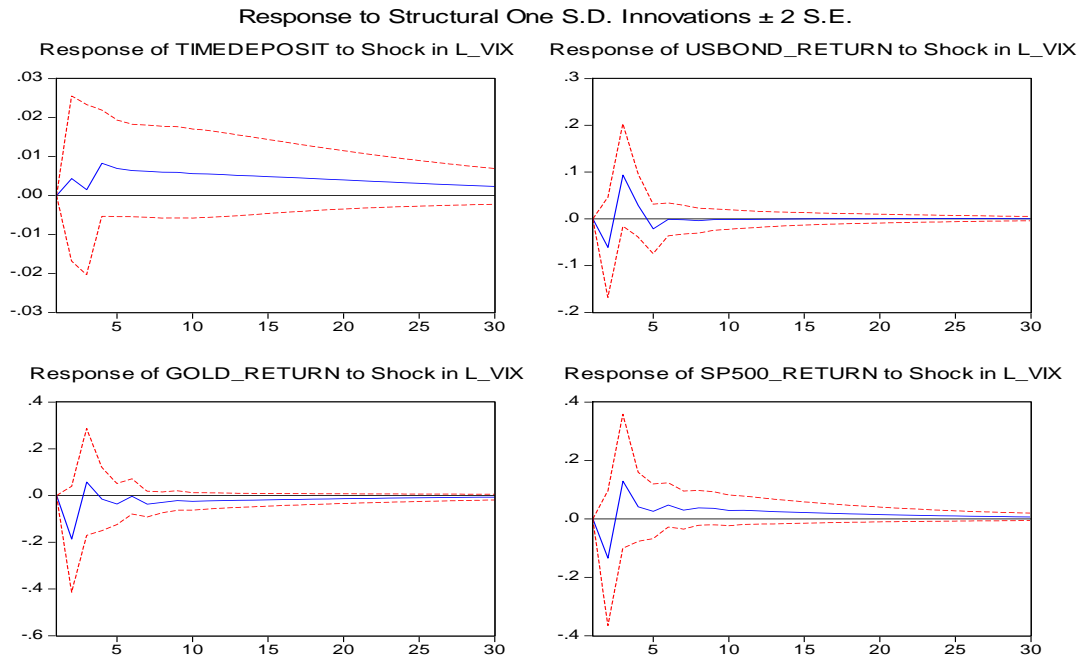 Response to Structural One S.D. Innovations ± 2 S.E.
Response of TIMEDEPOSIT to Shock in L_VIX
.03
.02
.01
.00
-.01
-.02
-.03
5 10 15 20 25 30
Response of USBOND_RETURN to Shock in L_VIX
.3
.2
.1
.0
-.1
-.2
5 10 15 20 25 30
Response of GOLD_RETURN to Shock in L_VIX
.4
.2
.0
-.2
-.4
-.6
5 10 15 20 25 30
Response of SP500_RETURN to Shock in L_VIX
.4
.2
.0
-.2
-.4
5 10 15 20 25 30